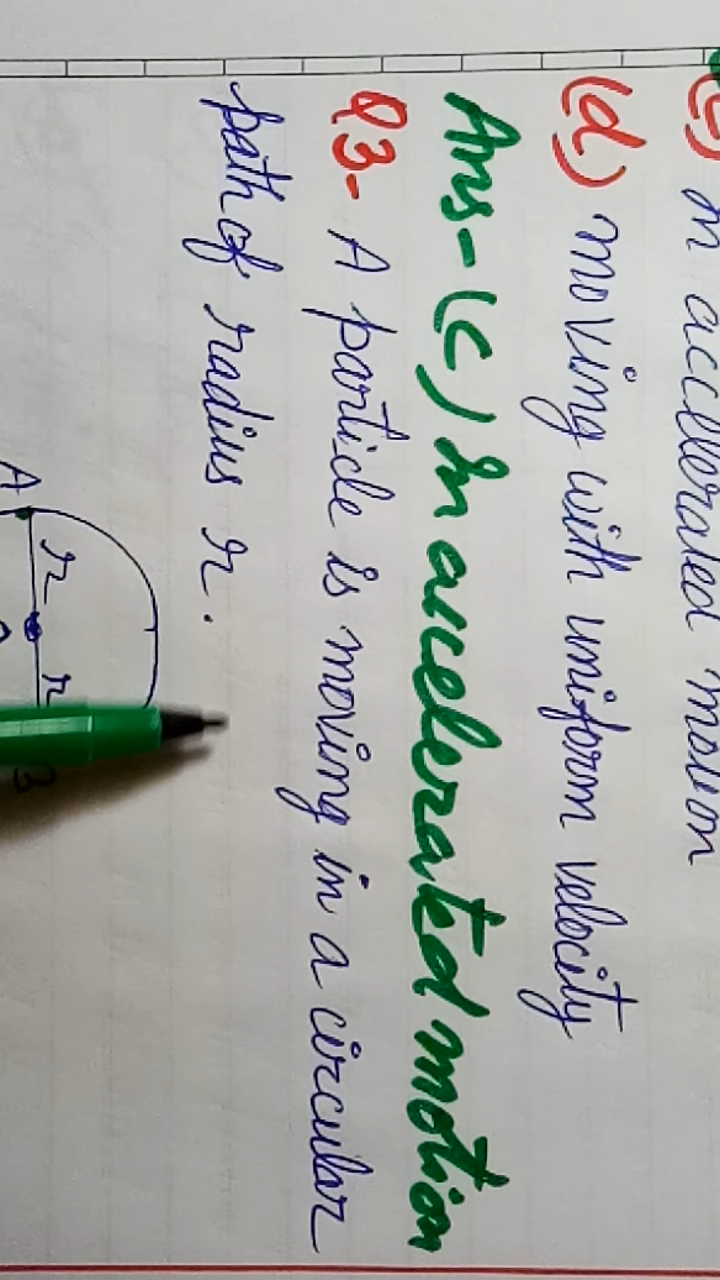 (c) In accelerated motion
(d) moving with uniform velocity
Ans-(c) In accelerated motion
Q3- A particle is moving in a circular
path of radius r.
A r r B